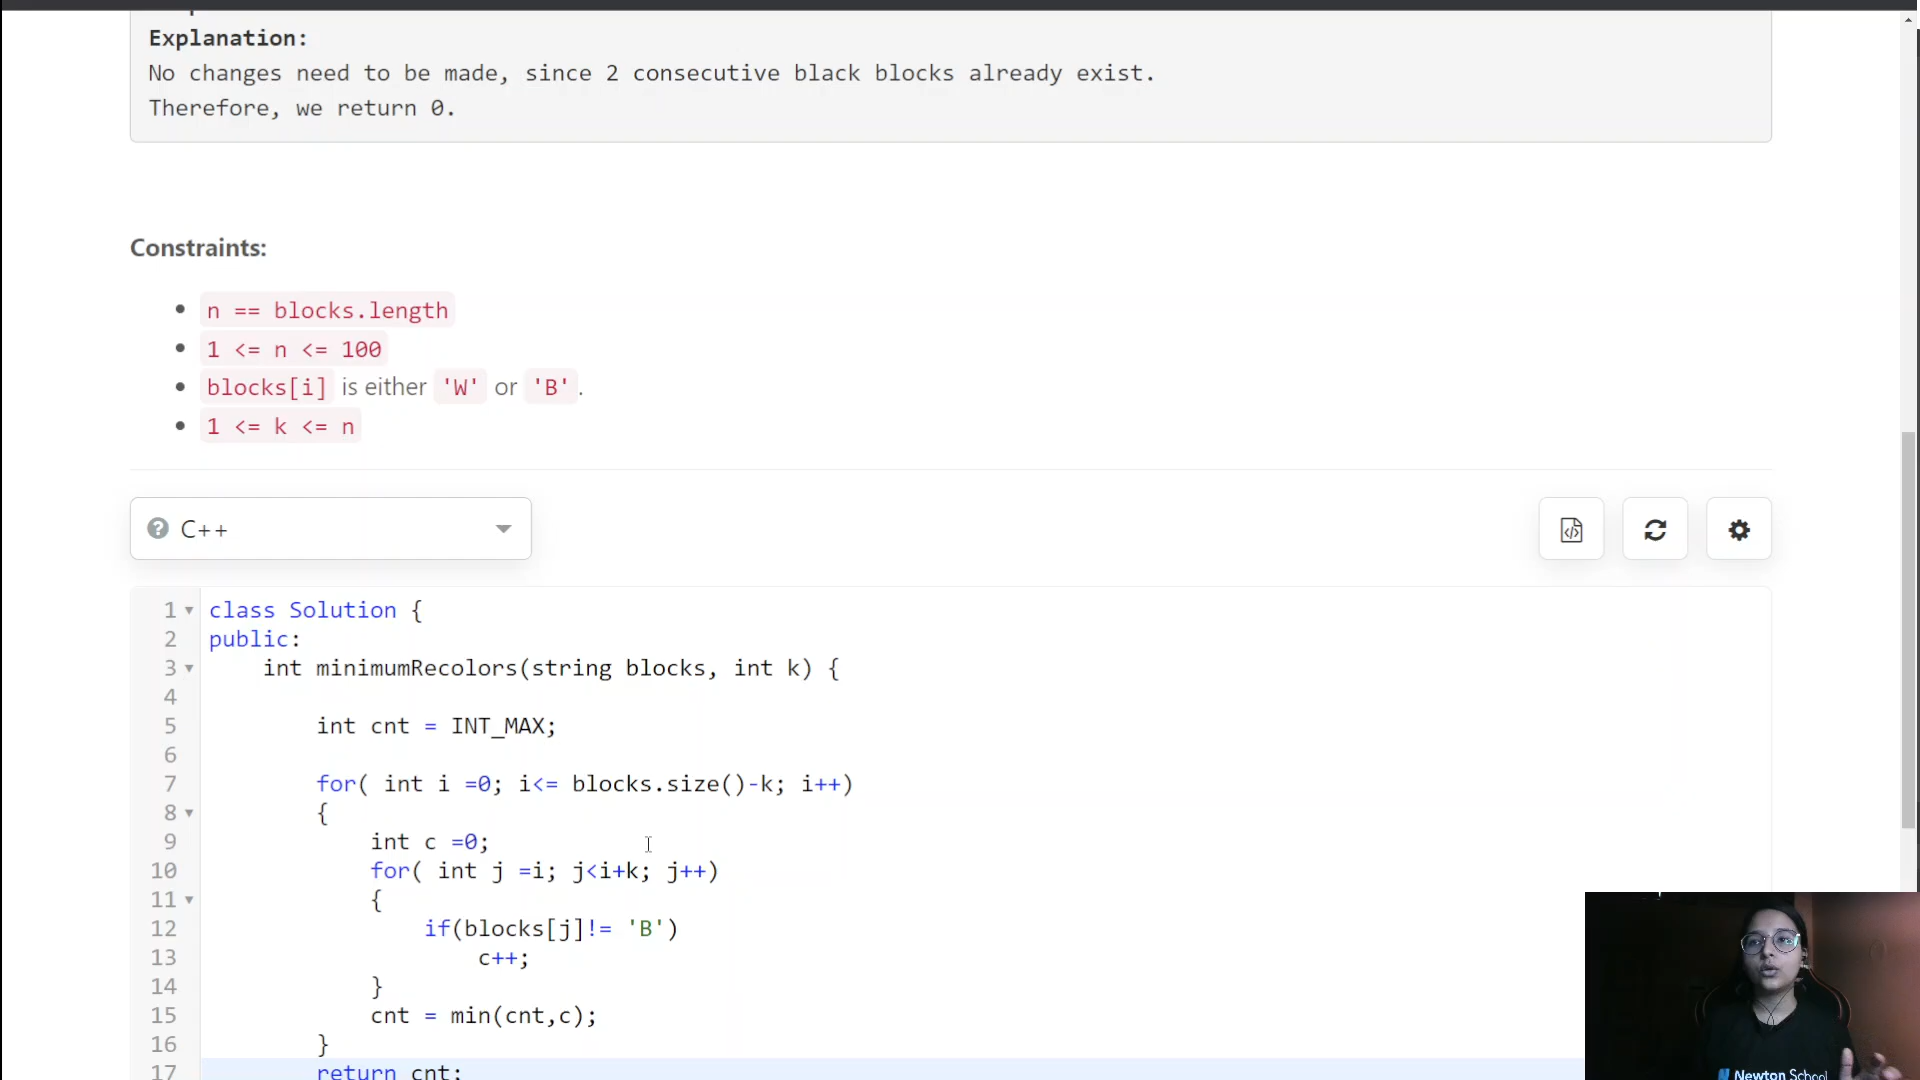 Explanation:
No changes need to be made, since 2 consecutive black blocks already exist.
Therefore, we return 0.
Constraints:
n == blocks.length
1 <= n <= 100
blocks[i] is either 'W' or 'B'.
1 <= k <= n
C++
1 class Solution {
2 public:
3 int minimumRecolors(string blocks, int k) {
4
5 int cnt = INT_MAX;
6
7 for( int i =0; i<= blocks.size()-k; i++)
8 {
9 int c =0;
10 for( int j =i; j<i+k; j++)
11 {
12 if(blocks[j]!= 'B')
13 c++;
14 }
15 cnt = min(cnt,c);
16 }
17 return cnt;
Newton School